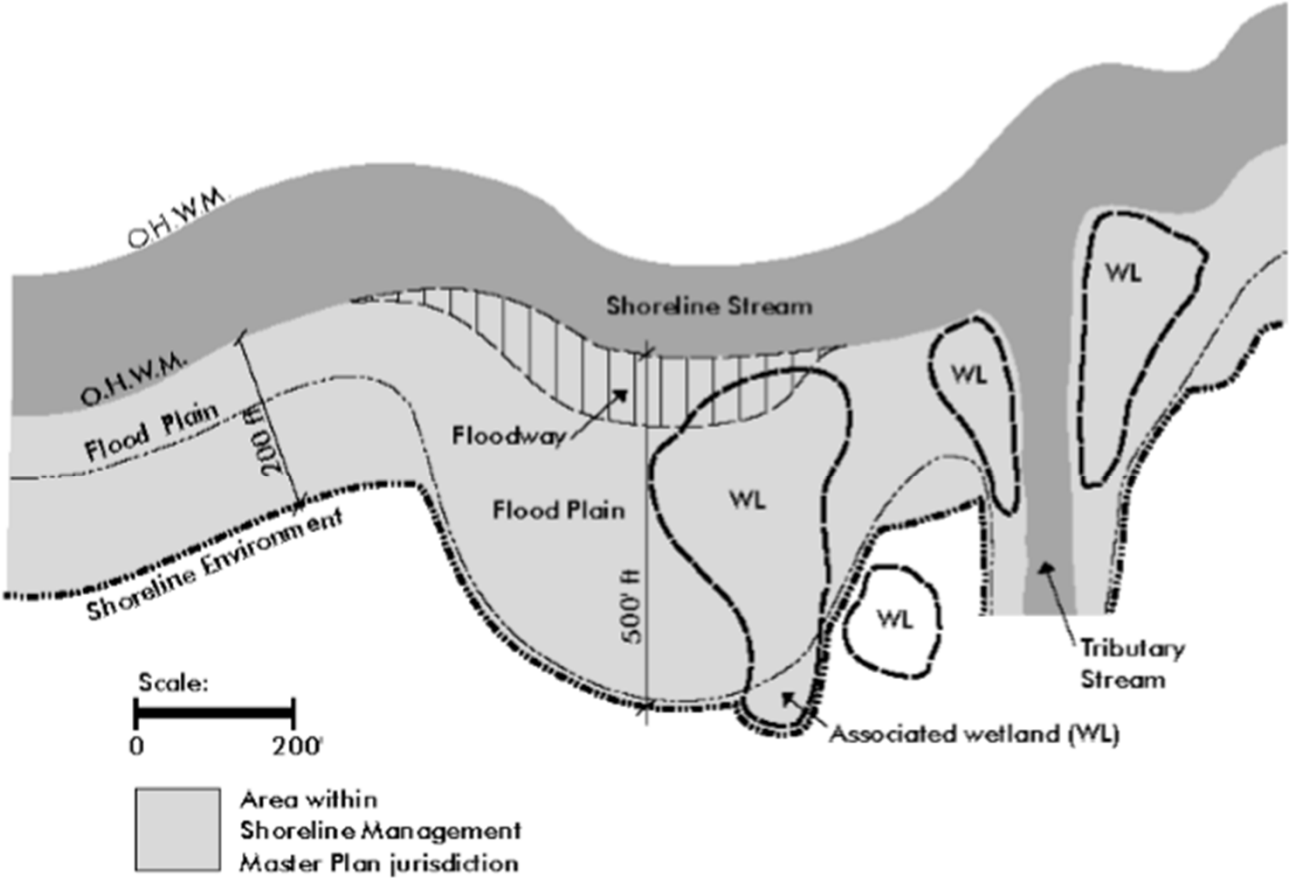 O.H.W.M.
WL
Shoreline Stream
O.H.W.M.
WL
Flood Plain
200 ft
Floodway
WL
Flood Plain
Shoreline Environment
500' ft
WL
Tributary
Stream
Scale:
Associated wetland (WL)
0 200'
Area within
Shoreline Management
Master Plan jurisdiction